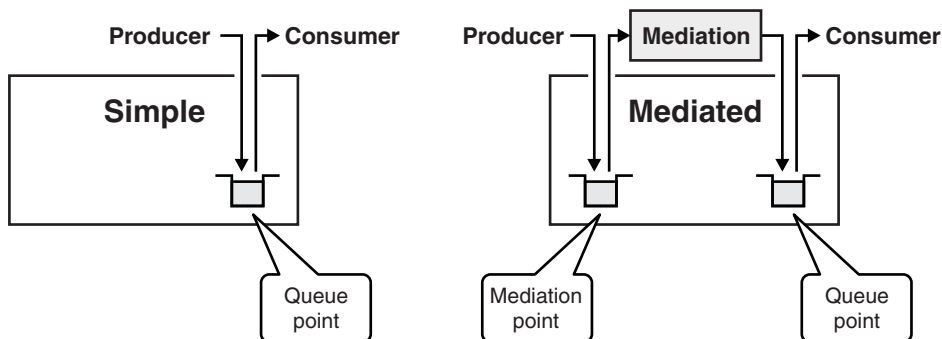 Producer
Consumer
Simple
Queue
point
Producer
Mediation
Consumer
Mediated
Mediation
point
Queue
point